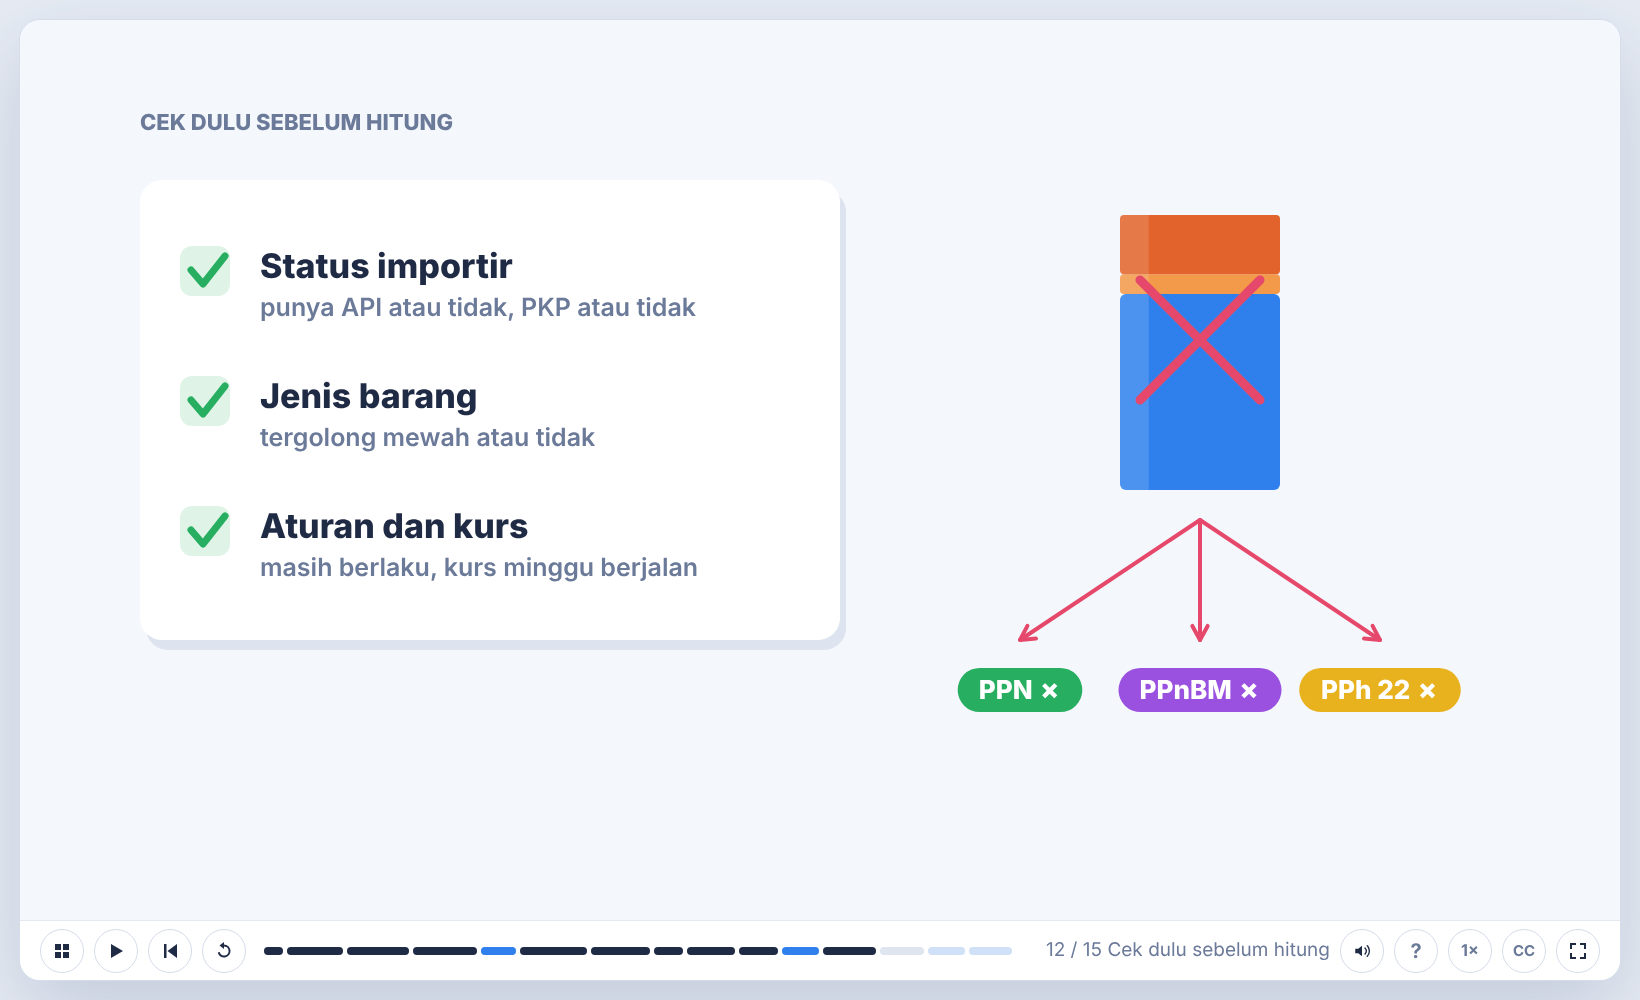 CEK DULU SEBELUM HITUNG
Status importir
punya API atau tidak, PKP atau tidak
Jenis barang
tergolong mewah atau tidak
Aturan dan kurs
masih berlaku, kurs minggu berjalan
PPN ×
PPnBM ×
PPh 22 ×
12 / 15 Cek dulu sebelum hitung
?
1×
CC